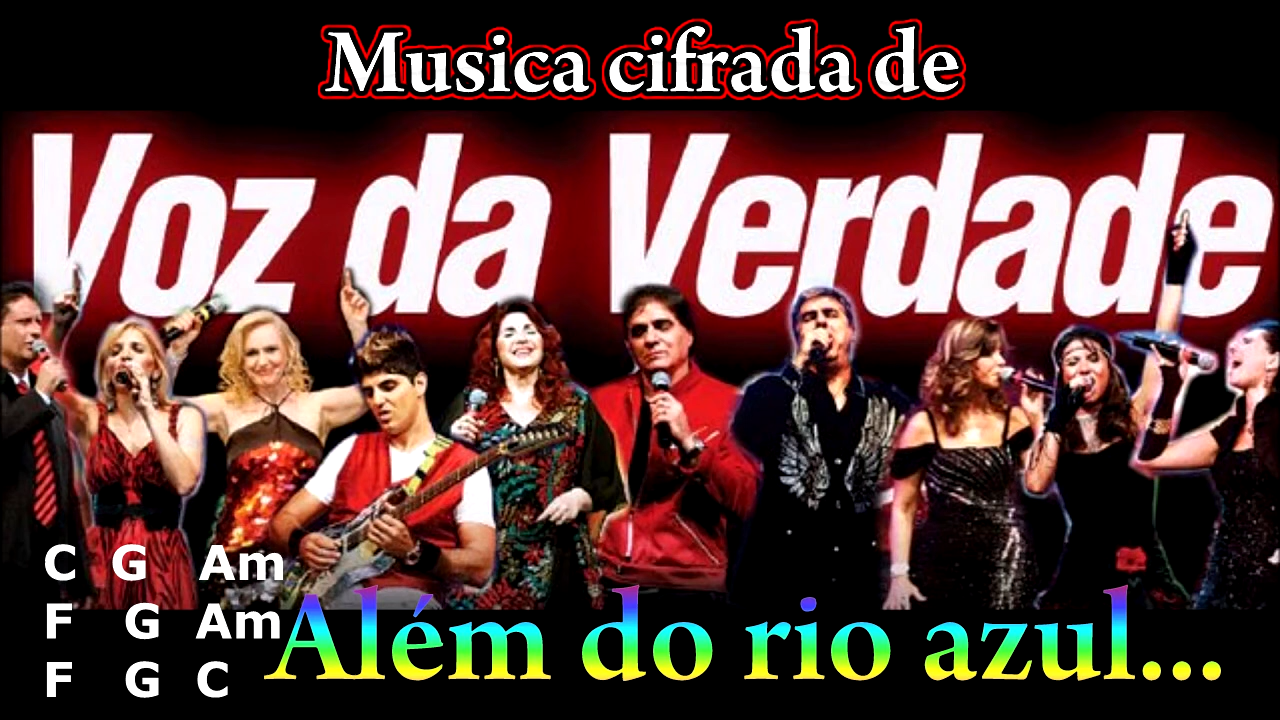 Musica cifrada de
Voz da Verdade
C G Am
F G Am
F G C
Além do rio azul...